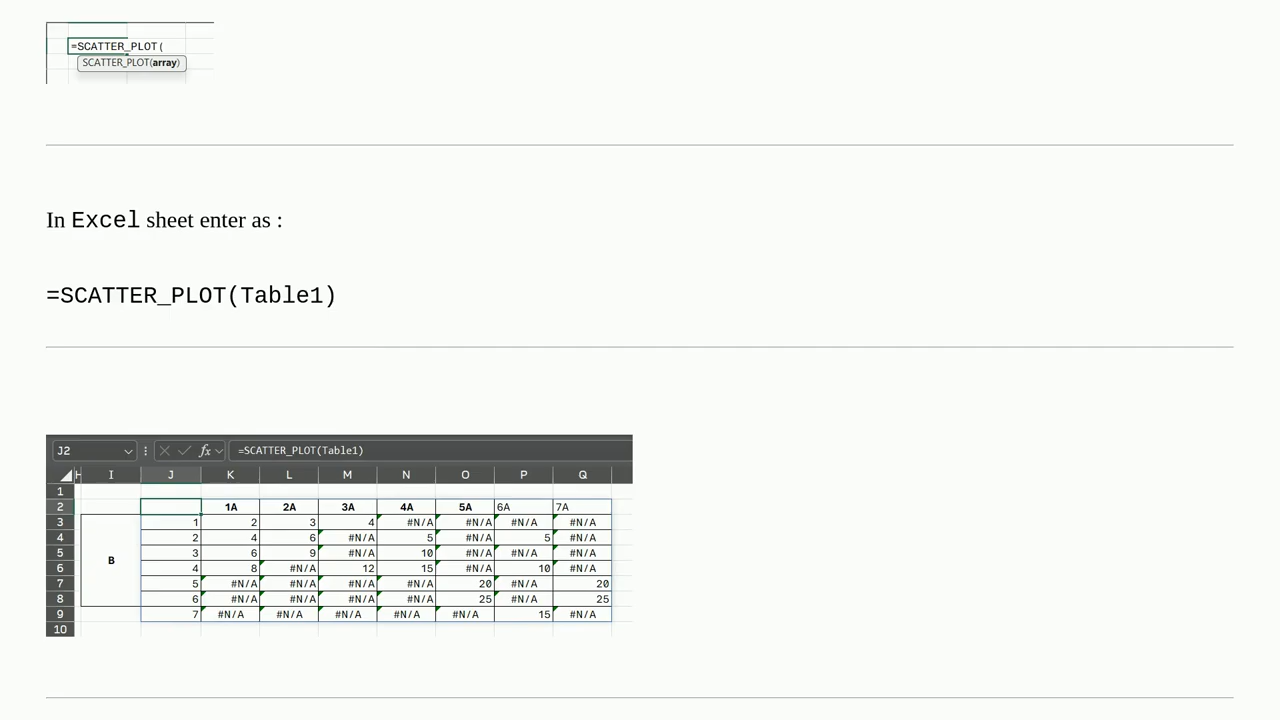 =SCATTER_PLOT(
SCATTER_PLOT(array)
In Excel sheet enter as :
=SCATTER_PLOT(Table1)
J2 fx =SCATTER_PLOT(Table1)
H I J K L M N O P Q
1
2 1A 2A 3A 4A 5A 6A 7A
3 1 2 3 4 #N/A #N/A #N/A #N/A
4 2 4 6 #N/A 5 #N/A 5 #N/A
5 B 3 6 9 #N/A 10 #N/A #N/A #N/A
6 4 8 #N/A 12 15 #N/A 10 #N/A
7 5 #N/A #N/A #N/A #N/A 20 #N/A 20
8 6 #N/A #N/A #N/A #N/A 25 #N/A 25
9 7 #N/A #N/A #N/A #N/A #N/A 15 #N/A
10